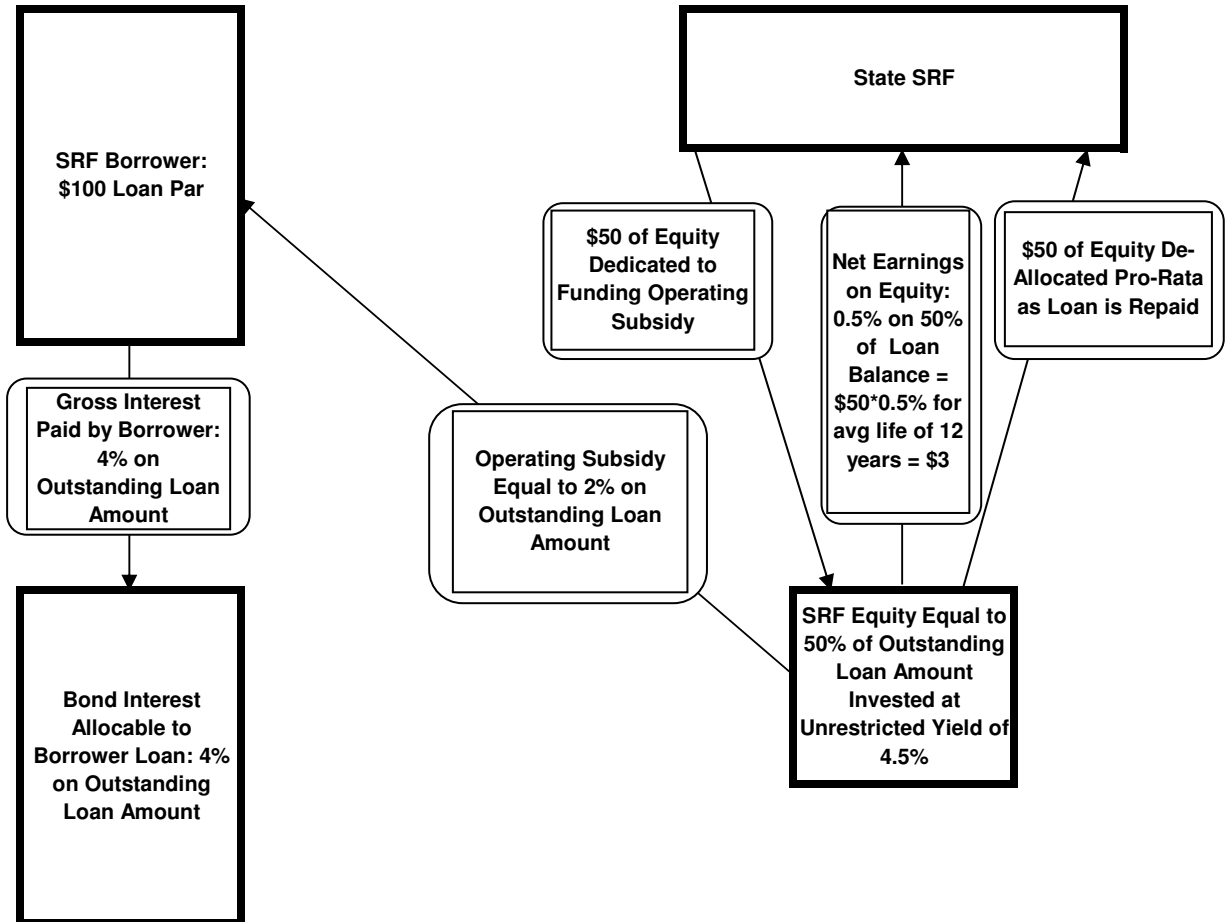 SRF Borrower:
$100 Loan Par
State SRF
$50 of Equity
Dedicated to
Funding Operating
Subsidy
Net Earnings
on Equity:
0.5% on 50%
of Loan
Balance =
$50*0.5% for
avg life of 12
years = $3
$50 of Equity De-
Allocated Pro-Rata
as Loan is Repaid
Gross Interest
Paid by Borrower:
4% on
Outstanding Loan
Amount
Operating Subsidy
Equal to 2% on
Outstanding Loan
Amount
Bond Interest
Allocable to
Borrower Loan: 4%
on Outstanding
Loan Amount
SRF Equity Equal to
50% of Outstanding
Loan Amount
Invested at
Unrestricted Yield of
4.5%